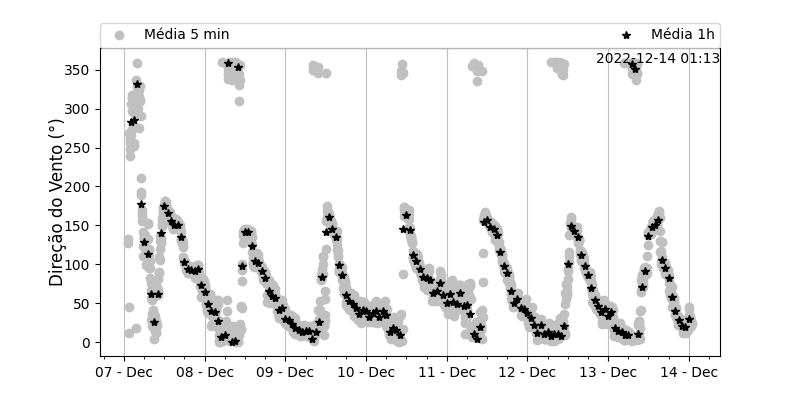 Média 5 min
Média 1h
2022-12-14 01:13
Direção do Vento (°)
350
300
250
200
150
100
50
0
07 - Dec
08 - Dec
09 - Dec
10 - Dec
11 - Dec
12 - Dec
13 - Dec
14 - Dec